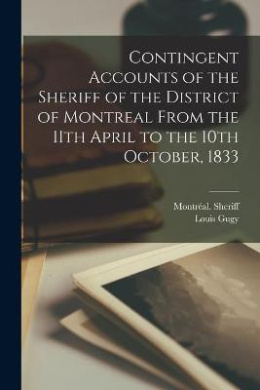 Contingent
Accounts of the
Sheriff of the District
of Montreal From the
11th April to the 10th
October, 1833
Montréal. Sheriff
Louis Gugy